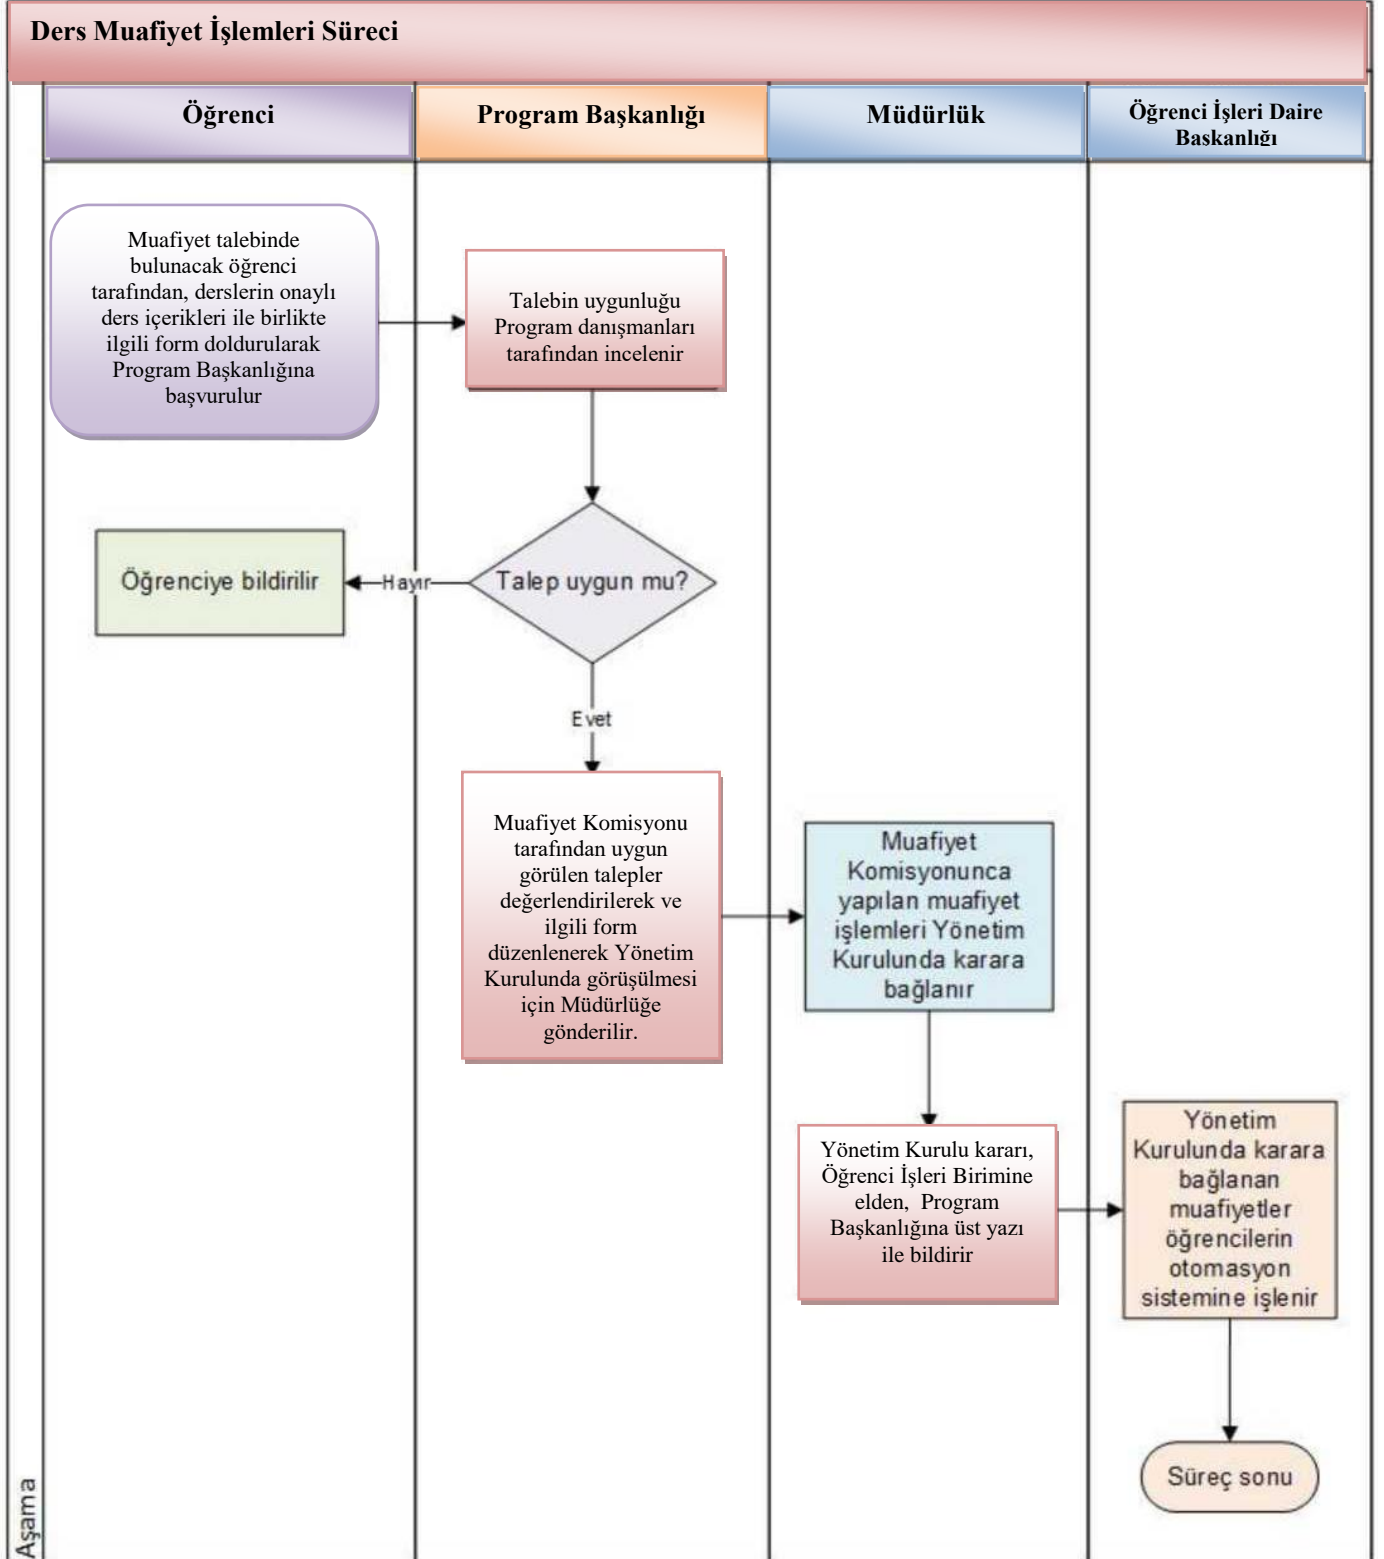 Ders Muafiyet İşlemleri Süreci
Öğrenci
Program Başkanlığı
Müdürlük
Öğrenci İşleri Daire
Başkanlığı
Muafiyet talebinde
bulunacak öğrenci
tarafından, derslerin onaylı
ders içerikleri ile birlikte
ilgili form doldurularak
Program Başkanlığına
başvurulur
Talebin uygunluğu
Program danışmanları
tarafından incelenir
Öğrenciye bildirilir
Hayır
Talep uygun mu?
Evet
Muafiyet Komisyonu
tarafından uygun
görülen talepler
değerlendirilerek ve
ilgili form
düzenlenerek Yönetim
Kurulunda görüşülmesi
için Müdürlüğe
gönderilir.
Muafiyet
Komisyonunca
yapılan muafiyet
işlemleri Yönetim
Kurulunda karara
bağlanır
Yönetim Kurulu kararı,
Öğrenci İşleri Birimine
elden, Program
Başkanlığına üst yazı
ile bildirir
Yönetim
Kurulunda karara
bağlanan
muafiyetler
öğrencilerin
otomasyon
sistemine işlenir
Süreç sonu
Aşama